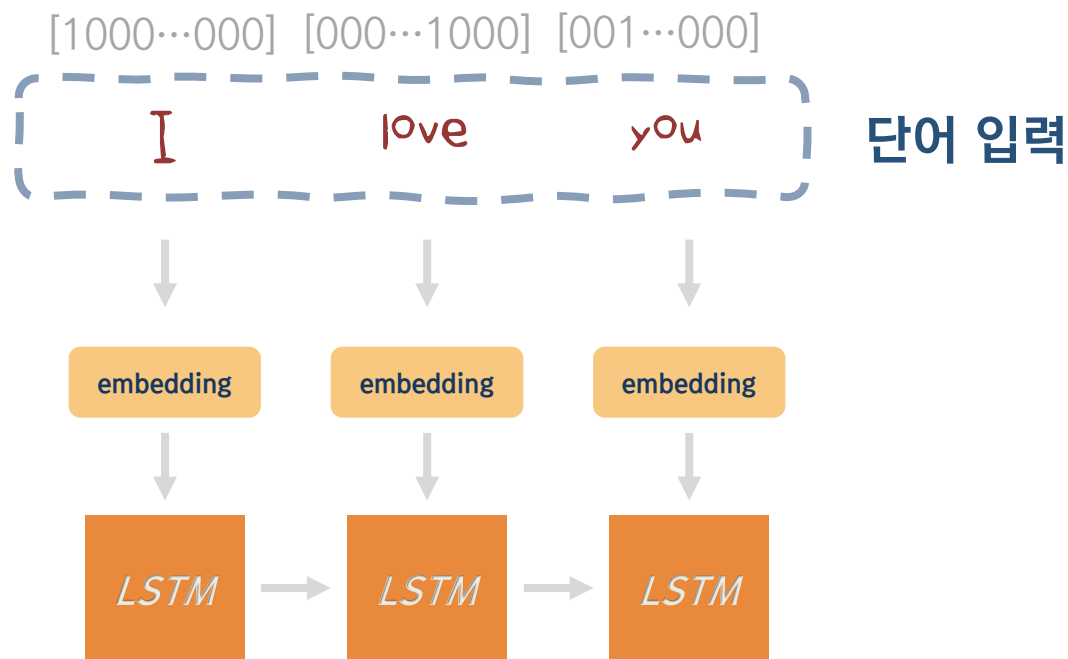 [1000⋯000] [000⋯1000] [001⋯000]
I love you 단어 입력
embedding embedding embedding
LSTM LSTM LSTM